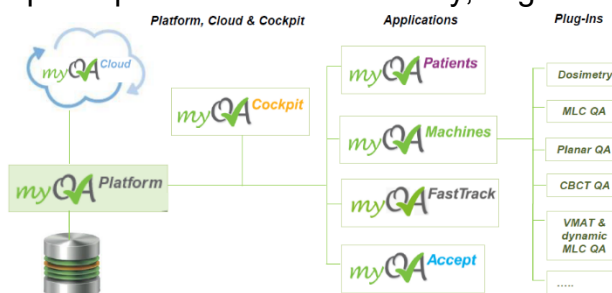 Platform, Cloud & Cockpit
Applications
Plug-Ins
myQA Cloud
myQA Cockpit
myQA Platform
myQA Patients
myQA Machines
myQA FastTrack
myQA Accept
Dosimetry
MLC QA
Planar QA
CBCT QA
VMAT &
dynamic
MLC QA
.....